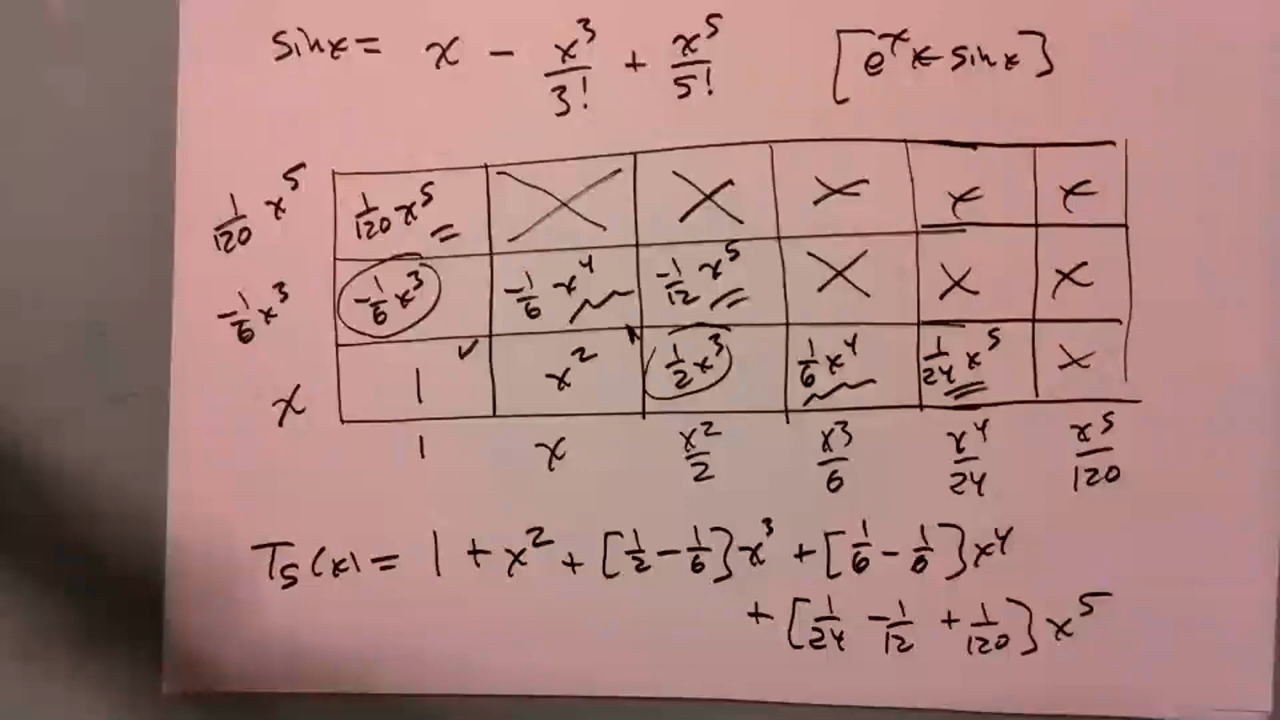 sinx = x - x³/3! + x⁵/5! [eˣ x sinx]
1/120 x⁵ 1/120 x⁵ X X X X X
-1/6 x³ -1/6 x³ -1/6 x⁴ -1/12 x⁵ X X X
x 1 ✓ x² 1/2 x³ 1/6 x⁴ 1/24 x⁵ X
1 x x²/2 x³/6 x⁴/24 x⁵/120
T₅(x) = 1 + x² + [1/2 - 1/6]x³ + [1/6 - 1/6]x⁴
+ [1/24 - 1/12 + 1/120]x⁵